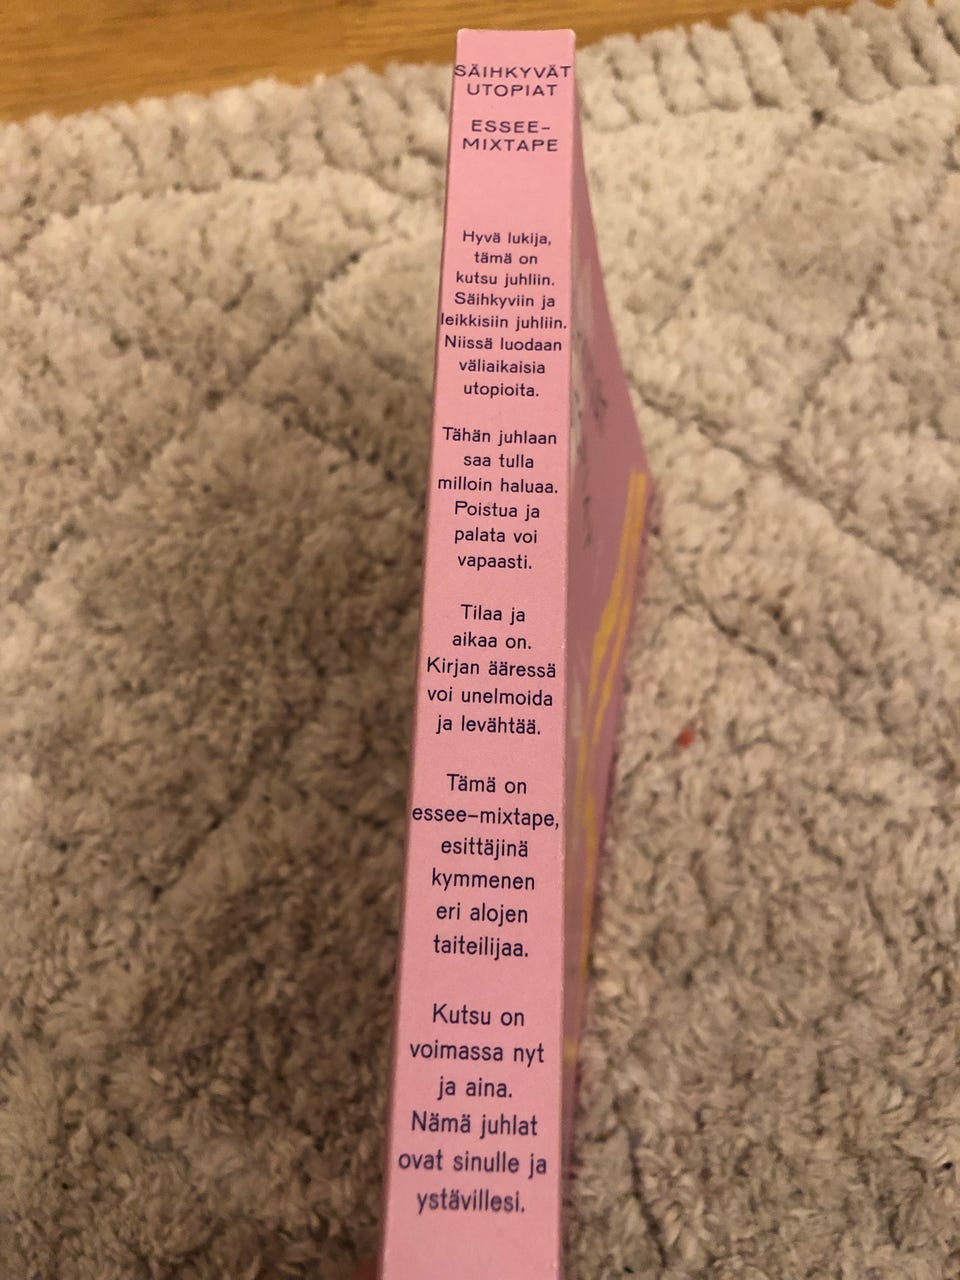 SÄIHKYVÄT
UTOPIAT
ESSEE-
MIXTAPE
Hyvä lukija,
tämä on
kutsu juhliin.
Säihkyviin ja
leikkisiin juhliin.
Niissä luodaan
väliaikaisia
utopioita.
Tähän juhlaan
saa tulla
milloin haluaa.
Poistua ja
palata voi
vapaasti.
Tilaa ja
aikaa on.
Kirjan ääressä
voi unelmoida
ja levähtää.
Tämä on
essee-mixtape,
esittäjinä
kymmenen
eri alojen
taiteilijaa.
Kutsu on
voimassa nyt
ja aina.
Nämä juhlat
ovat sinulle ja
ystävillesi.